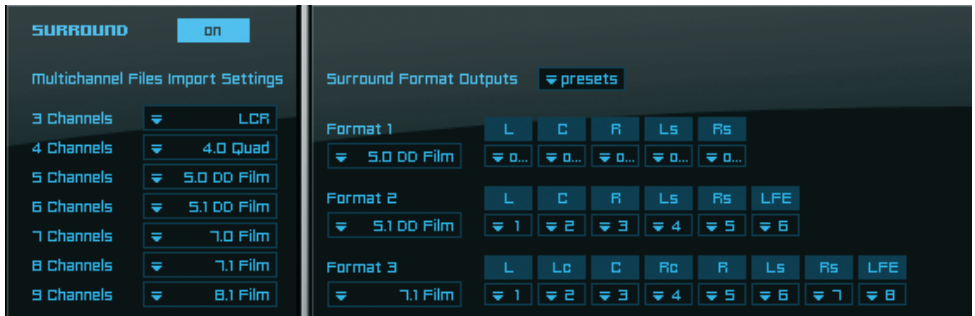 SURROUND on
Multichannel Files Import Settings
3 Channels LCR
4 Channels 4.0 Quad
5 Channels 5.0 DD Film
6 Channels 5.1 DD Film
7 Channels 7.0 Film
8 Channels 7.1 Film
9 Channels 8.1 Film
Surround Format Outputs presets
Format 1 L C R Ls Rs
5.0 DD Film o... o... o... o... o...
Format 2 L C R Ls Rs LFE
5.1 DD Film 1 2 3 4 5 6
Format 3 L Lc C Rc R Ls Rs LFE
7.1 Film 1 2 3 4 5 6 7 8